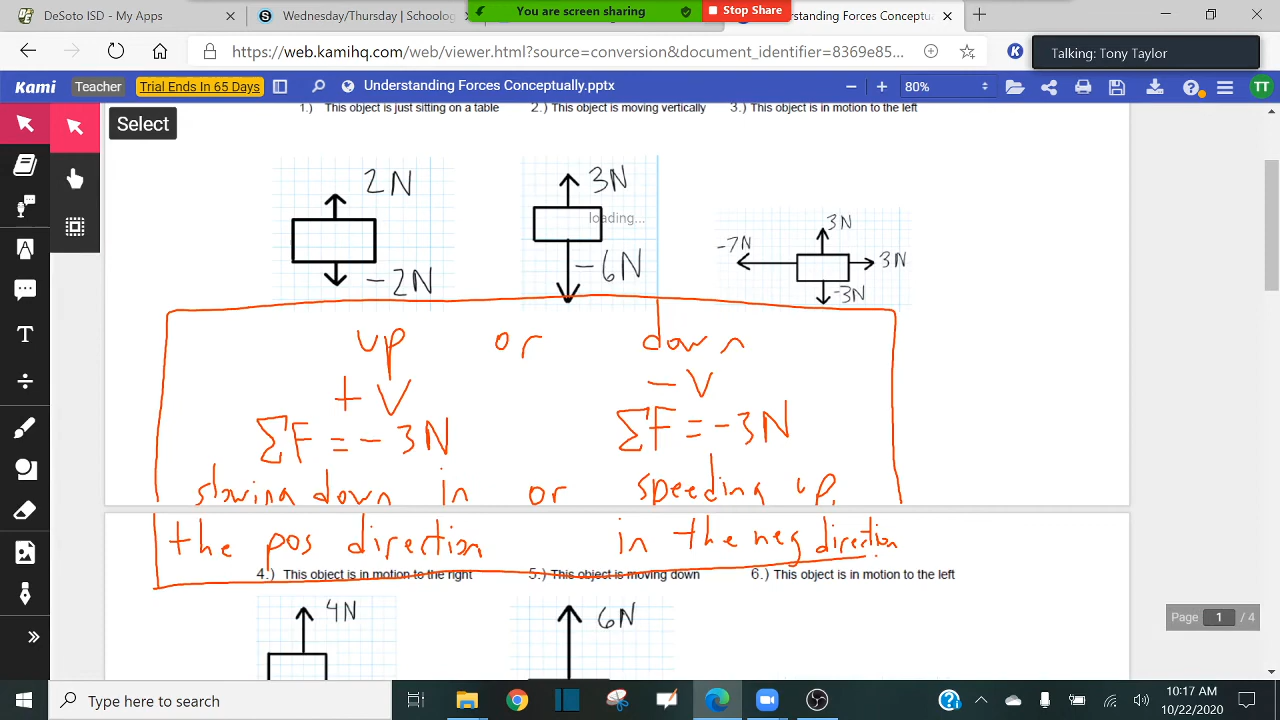 You are screen sharing
Stop Share
DeSoto - My Applications
Sweeney / Thursday | Schoolog
Understanding Forces Conceptu
https://web.kamihq.com/web/viewer.html?source=conversion&document_identifier=8369e85...
Talking: Tony Taylor
Kami
Teacher
Trial Ends In 65 Days
Understanding Forces Conceptually.pptx
80%
TT
Select
1.) This object is just sitting on a table
2.) This object is moving vertically
3.) This object is in motion to the left
2N
3N
loading...
3N
-7N
3N
-2N
-6N
-3N
up or down
+V -V
ΣF = -3N ΣF = -3N
slowing down in or speeding up
the pos direction in the neg direction
4.) This object is in motion to the right
5.) This object is moving down
6.) This object is in motion to the left
4N
6N
Page 1 / 4
Type here to search
10:17 AM
10/22/2020